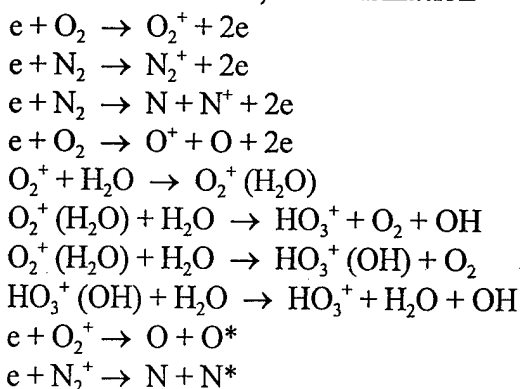 e + O₂ → O₂⁺ + 2e
e + N₂ → N₂⁺ + 2e
e + N₂ → N + N⁺ + 2e
e + O₂ → O⁺ + O + 2e
O₂⁺ + H₂O → O₂⁺ (H₂O)
O₂⁺ (H₂O) + H₂O → HO₃⁺ + O₂ + OH
O₂⁺ (H₂O) + H₂O → HO₃⁺ (OH) + O₂
HO₃⁺ (OH) + H₂O → HO₃⁺ + H₂O + OH
e + O₂⁺ → O + O*
e + N₂⁺ → N + N*